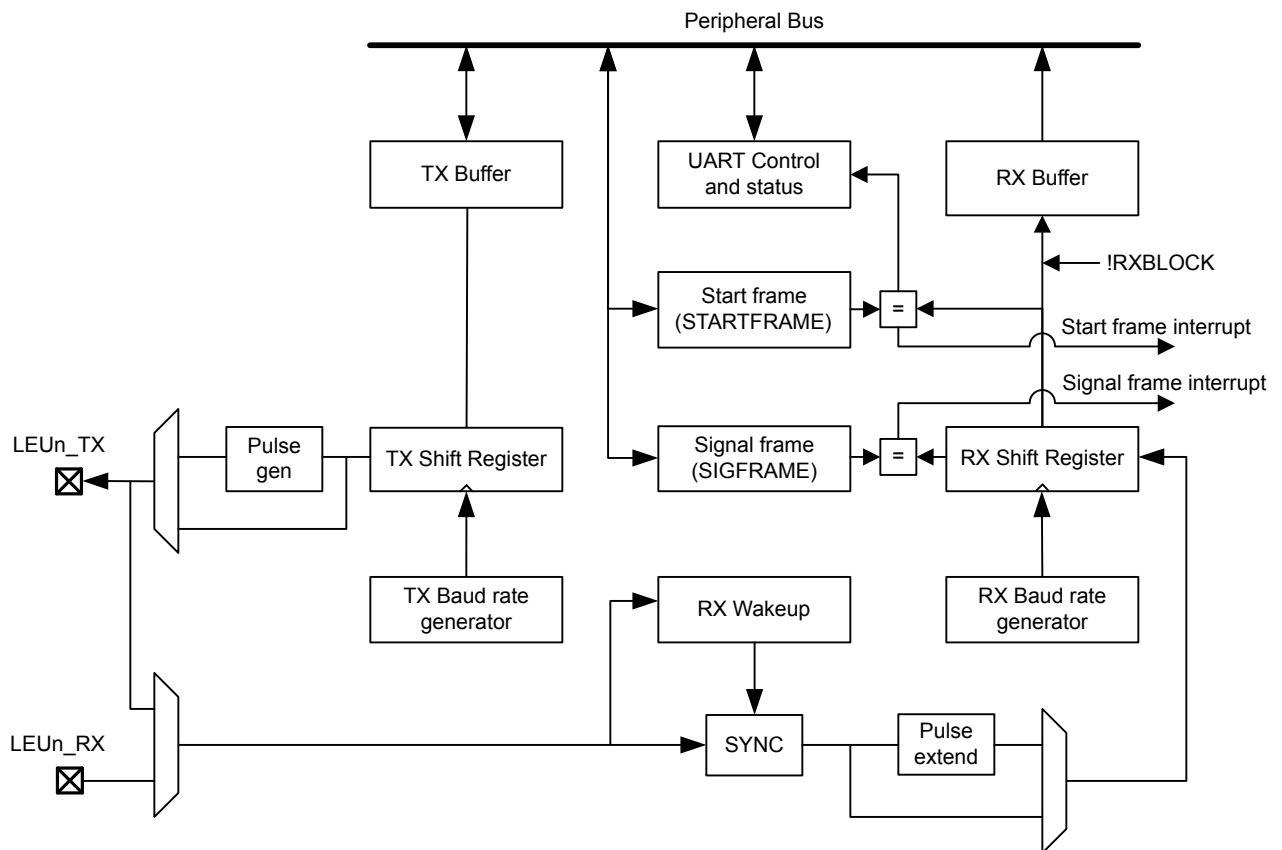 Peripheral Bus
TX Buffer
UART Control
and status
RX Buffer
!RXBLOCK
Start frame
(STARTFRAME)
=
Start frame interrupt
Signal frame interrupt
LEUn_TX
Pulse
gen
TX Shift Register
Signal frame
(SIGFRAME)
=
RX Shift Register
TX Baud rate
generator
RX Wakeup
RX Baud rate
generator
LEUn_RX
SYNC
Pulse
extend